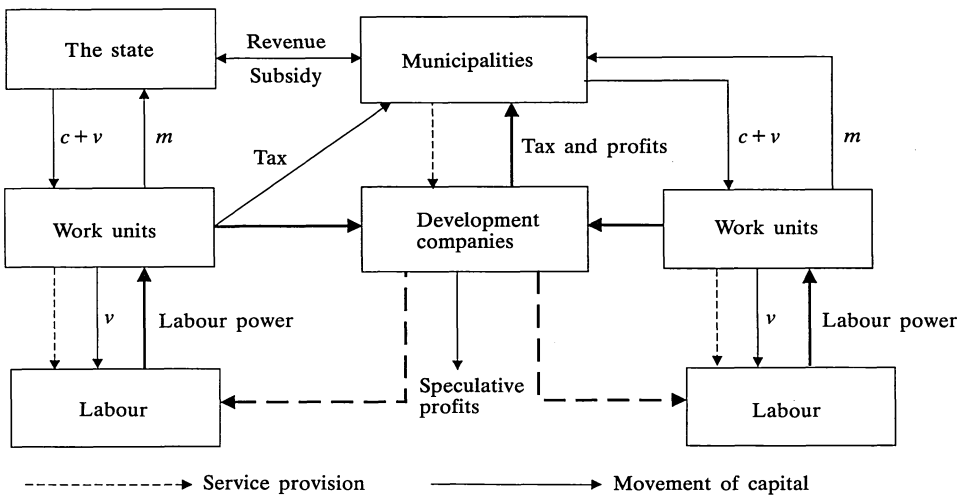 The state
Revenue
Subsidy
Municipalities
c + v
m
Tax
Tax and profits
c + v
m
Work units
Development
companies
Work units
v
Labour power
v
Labour power
Labour
Speculative
profits
Labour
Service provision
Movement of capital